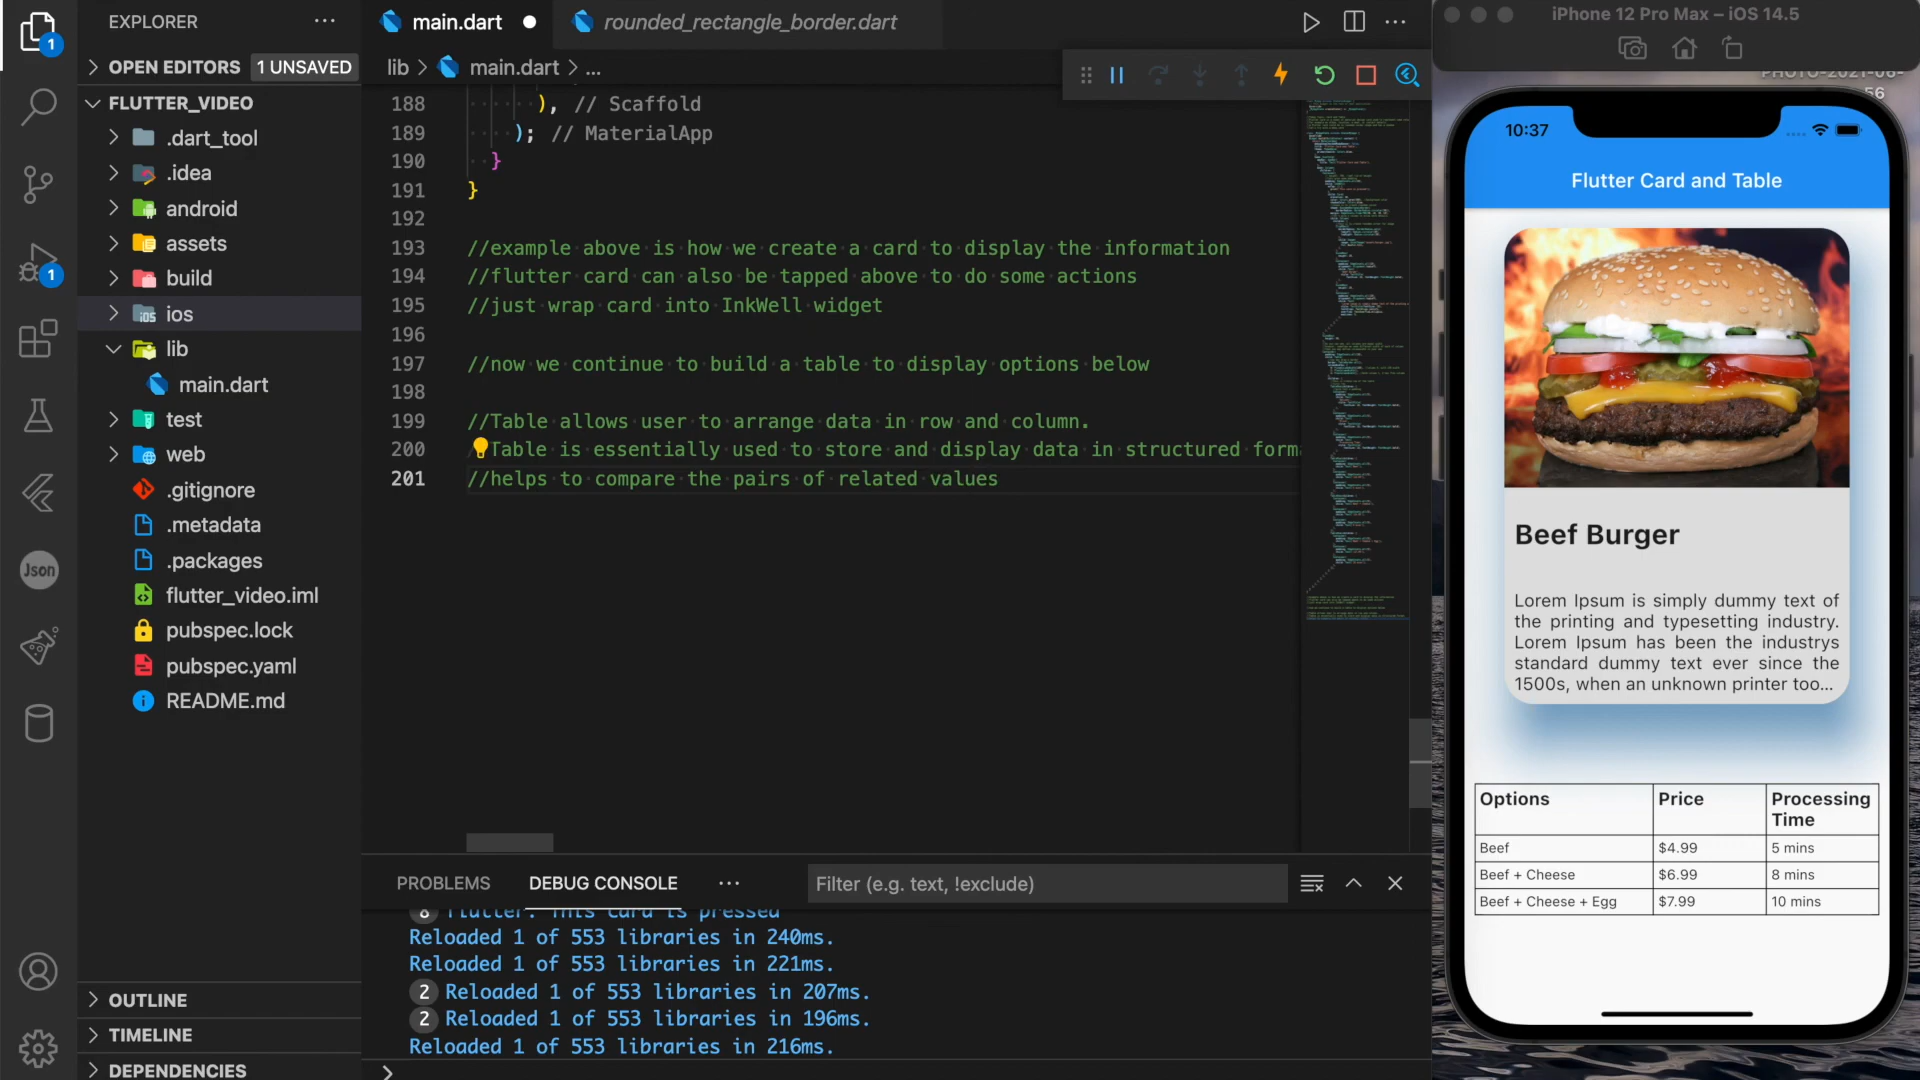 EXPLORER
OPEN EDITORS
1 UNSAVED
FLUTTER_VIDEO
.dart_tool
.idea
android
assets
build
ios
lib
main.dart
test
web
.gitignore
.metadata
.packages
flutter_video.iml
pubspec.lock
pubspec.yaml
README.md
OUTLINE
TIMELINE
DEPENDENCIES
1
1
Json
main.dart
rounded_rectangle_border.dart
lib > main.dart > ...
188 ), // Scaffold
189 ); // MaterialApp
190 }
191 }
192
193 //example above is how we create a card to display the information
194 //flutter card can also be tapped above to do some actions
195 //just wrap card into InkWell widget
196
197 //now we continue to build a table to display options below
198
199 //Table allows user to arrange data in row and column.
200 Table is essentially used to store and display data in structured
201 //helps to compare the pairs of related values
PROBLEMS
DEBUG CONSOLE
Filter (e.g. text, !exclude)
8 flutter: This card is pressed
Reloaded 1 of 553 libraries in 240ms.
Reloaded 1 of 553 libraries in 221ms.
2 Reloaded 1 of 553 libraries in 207ms.
2 Reloaded 1 of 553 libraries in 196ms.
Reloaded 1 of 553 libraries in 216ms.
iPhone 12 Pro Max – iOS 14.5
56
10:37
Flutter Card and Table
Beef Burger
Lorem Ipsum is simply dummy text of
the printing and typesetting industry.
Lorem Ipsum has been the industrys
standard dummy text ever since the
1500s, when an unknown printer too...
Options Price Processing
Time
Beef $4.99 5 mins
Beef + Cheese $6.99 8 mins
Beef + Cheese + Egg $7.99 10 mins